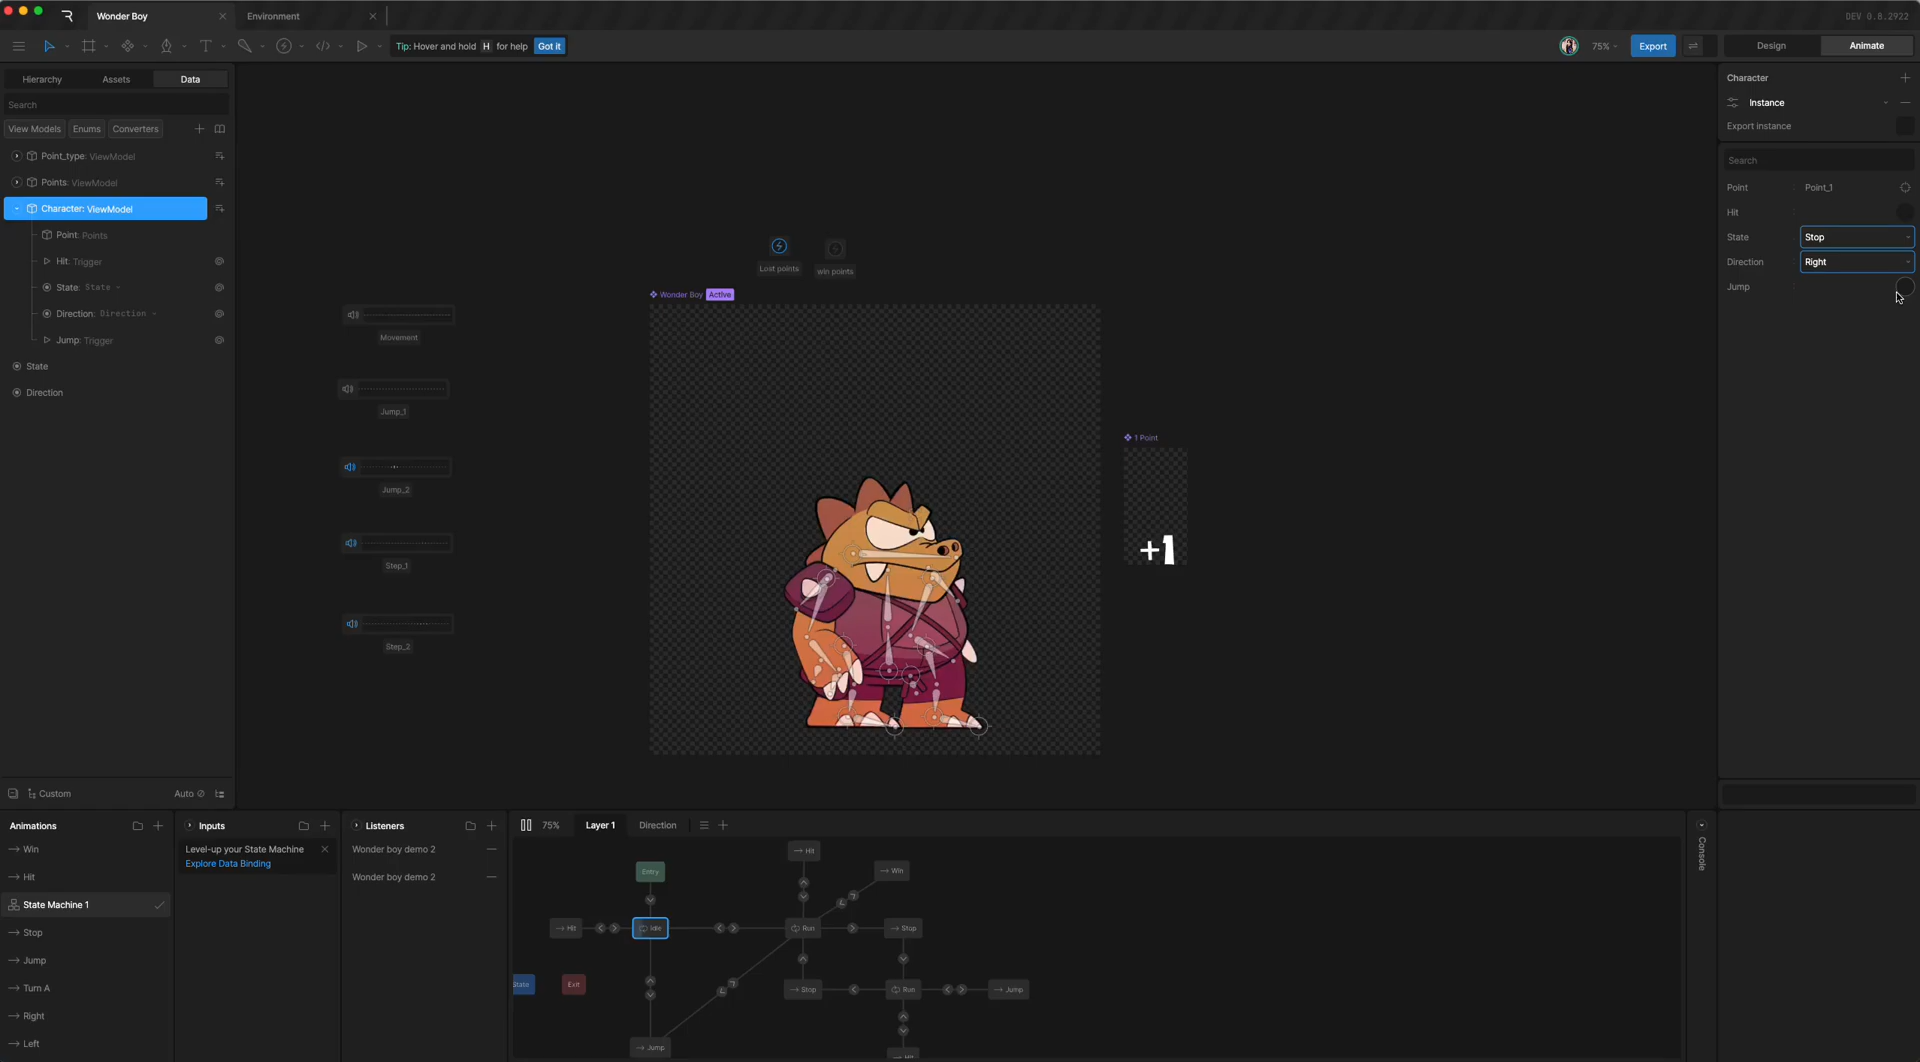 Wonder Boy
Environment
DEV 0.8.2922
Tip: Hover and hold H for help Got it
75%
Export
Design
Animate
Hierarchy
Assets
Data
Search
View Models
Enums
Converters
Point_type: ViewModel
Points: ViewModel
Character: ViewModel
Point: Points
Hit: Trigger
State: State
Direction: Direction
Jump: Trigger
State
Direction
Custom
Auto
Lost points
win points
Wonder Boy Active
Movement
Jump_1
Jump_2
Step_1
Step_2
1 Point
+1
Character
Instance
Export instance
Search
Point : Point_1
Hit :
State : Stop
Direction : Right
Jump :
Animations
Win
Hit
State Machine 1
Stop
Jump
Turn A
Right
Left
Inputs
Level-up your State Machine
Explore Data Binding
Listeners
Wonder boy demo 2
Wonder boy demo 2
75%
Layer 1
Direction
Hit
Entry
Win
Hit
Idle
Run
Stop
State
Exit
Stop
Run
Jump
Jump
Hit
Console